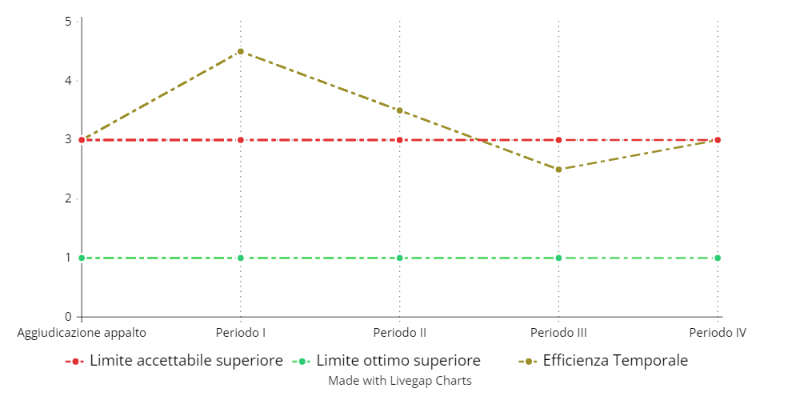 5
4
3
2
1
0
Aggiudicazione appalto Periodo I Periodo II Periodo III Periodo IV
Limite accettabile superiore Limite ottimo superiore Efficienza Temporale
Made with Livegap Charts